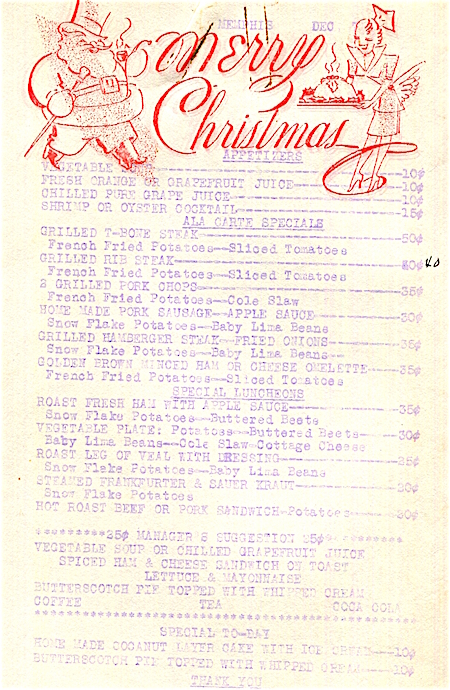 MEMPHIS DEC
Merry
Christmas
APPETIZERS
VEGETABLE -----10¢
FRESH ORANGE OR GRAPEFRUIT JUICE-----10¢
CHILLED PURE GRAPE JUICE-----10¢
SHRIMP OR OYSTER COCKTAIL-----15¢
ALA CARTE SPECIALS
GRILLED T-BONE STEAK-----50¢
French Fried Potatoes--Sliced Tomatoes
GRILLED RIB STEAK-----40¢ 40
French Fried Potatoes--Sliced Tomatoes
2 GRILLED PORK CHOPS-----35¢
French Fried Potatoes--Cole Slaw
HOME MADE PORK SAUSAGE--APPLE SAUCE-----30¢
Snow Flake Potatoes--Baby Lima Beans
GRILLED HAMBERGER STEAK--FRIED ONIONS-----35¢
Snow Flake Potatoes--Baby Lima Beans--
GOLDEN BROWN MINCED HAM OR CHEESE OMELETTE----35¢
French Fried Potatoes--Sliced Tomatoes
SPECIAL LUNCHEONS
ROAST FRESH HAM WITH APPLE SAUCE-----35¢
Snow Flake Potatoes--Buttered Beets
VEGETABLE PLATE: Potatoes--Buttered Beets-----30¢
Baby Lima Beans--Cole Slaw-Cottage Cheese
ROAST LEG OF VEAL WITH DRESSING-----25¢
Snow Flake Potatoes--Baby Lima Beans
STEAMED FRANKFURTER & SAUER KRAUT-----20¢
Snow Flake Potatoes
HOT ROAST BEEF OR PORK SANDWICH-Potatoes-----20¢
*********25¢ MANAGER'S SUGGESTION 25¢**********
VEGETABLE SOUP OR CHILLED GRAPEFRUIT JUICE
SPICED HAM & CHEESE SANDWICH ON TOAST
LETTUCE & MAYONNAISE
BUTTERSCOTCH PIE TOPPED WITH WHIPPED CREAM
COFFEE TEA COCA COLA
**************************************************
SPECIAL TO-DAY
HOME MADE COCANUT LAYER CAKE WITH ICE CREAM---10¢
BUTTERSCOTCH PIE TOPPED WITH WHIPPED CREAM----10¢
THANK YOU